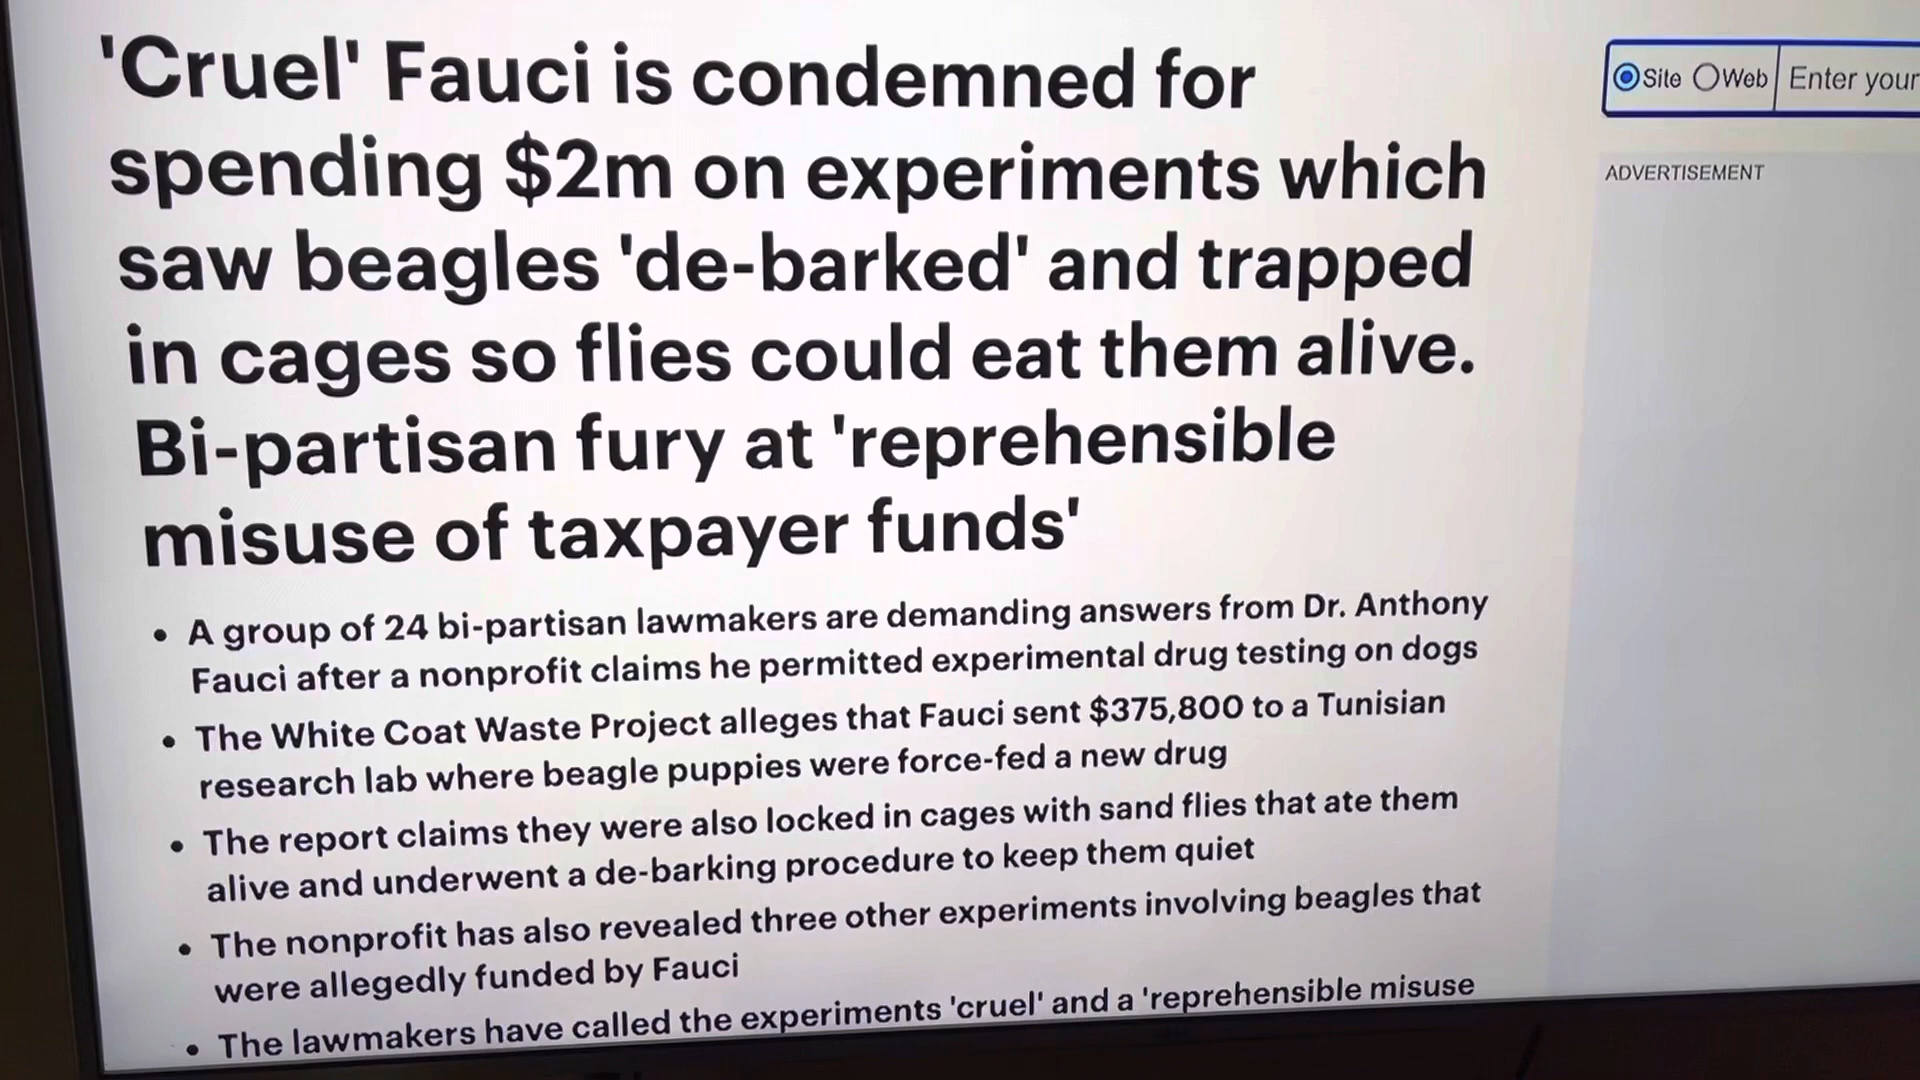 'Cruel' Fauci is condemned for
spending $2m on experiments which
saw beagles 'de-barked' and trapped
in cages so flies could eat them alive.
Bi-partisan fury at 'reprehensible
misuse of taxpayer funds'
• A group of 24 bi-partisan lawmakers are demanding answers from Dr. Anthony
Fauci after a nonprofit claims he permitted experimental drug testing on dogs
• The White Coat Waste Project alleges that Fauci sent $375,800 to a Tunisian
research lab where beagle puppies were force-fed a new drug
• The report claims they were also locked in cages with sand flies that ate them
alive and underwent a de-barking procedure to keep them quiet
• The nonprofit has also revealed three other experiments involving beagles that
were allegedly funded by Fauci
• The lawmakers have called the experiments 'cruel' and a 'reprehensible misuse
Site Web Enter your
ADVERTISEMENT